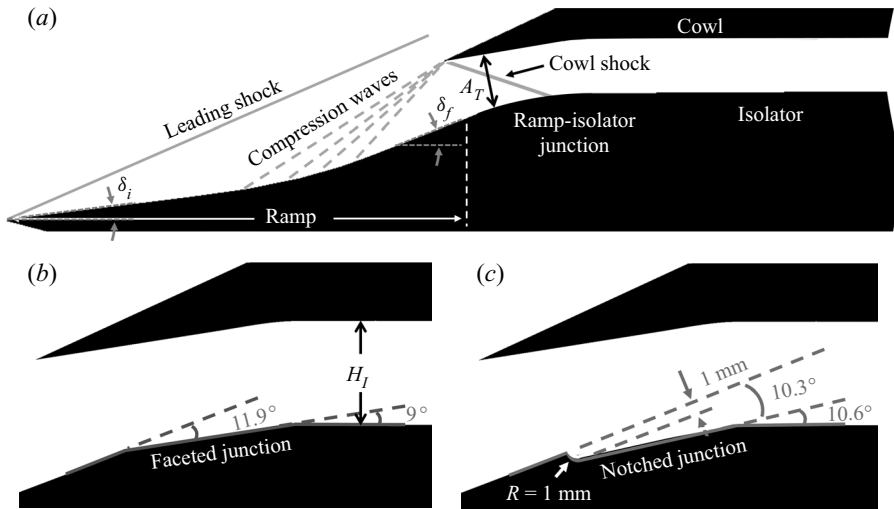 (a)
Cowl
Leading shock
Compression waves
Cowl shock
A_T
δ_f
Ramp-isolator
junction
Isolator
δ_i
Ramp
(b)
H_I
11.9°
9°
Faceted junction
(c)
1 mm
10.3°
10.6°
Notched junction
R = 1 mm